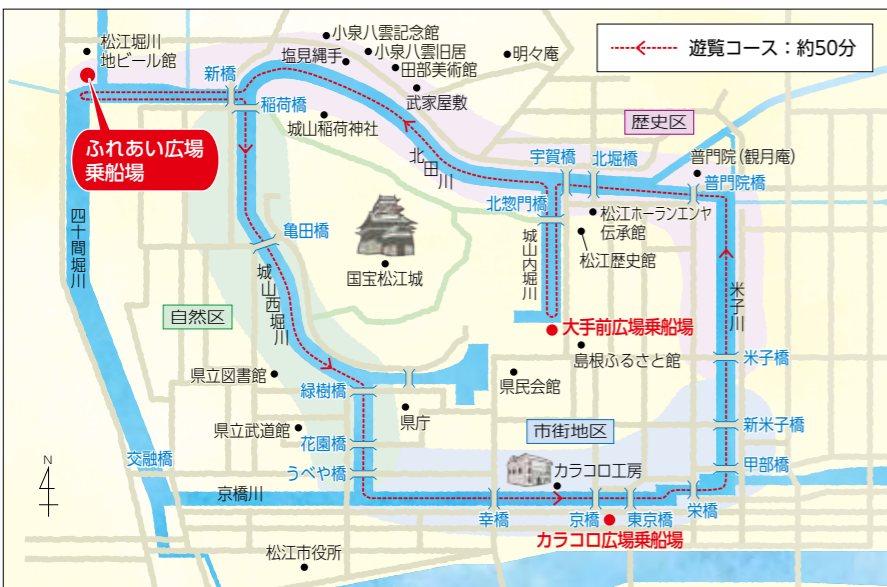 松江堀川
地ビール館
小泉八雲記念館
小泉八雲旧居
塩見縄手
田部美術館
明々庵
武家屋敷
遊覧コース：約50分
新橋
稲荷橋
城山稲荷神社
ふれあい広場
乗船場
北田川
歴史区
宇賀橋
北堀橋
普門院(観月庵)
普門院橋
北惣門橋
松江ホーランエンヤ
伝承館
松江歴史館
城山内堀川
四十間堀川
亀田橋
城山西堀川
国宝松江城
米子川
自然区
大手前広場乗船場
島根ふるさと館
米子橋
県立図書館
緑樹橋
県民会館
県庁
市街地区
新米子橋
県立武道館
花園橋
うべや橋
カラコロ工房
甲部橋
交融橋
京橋川
幸橋
京橋
東京橋
栄橋
カラコロ広場乗船場
N
松江市役所